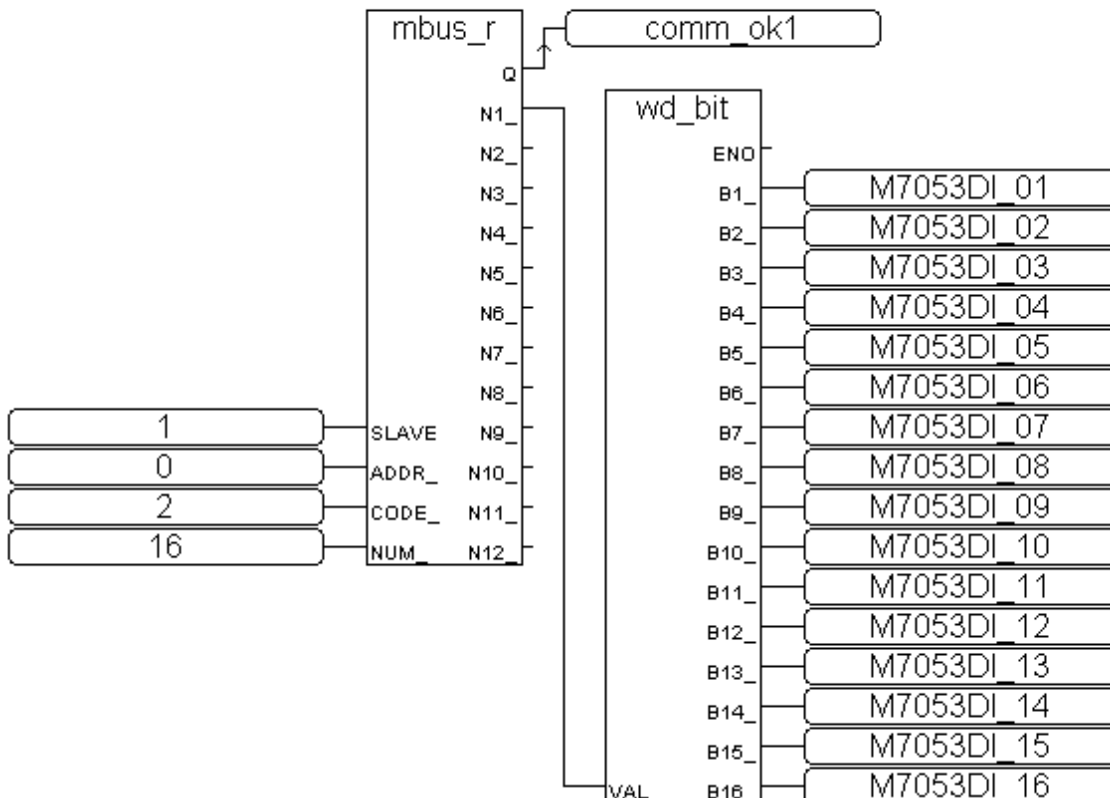 mbus_r
comm_ok1
Q
N1_
wd_bit
N2_
ENO
N3_
B1_ M7053DI_01
N4_
B2_ M7053DI_02
N5_
B3_ M7053DI_03
N6_
B4_ M7053DI_04
N7_
B5_ M7053DI_05
N8_
B6_ M7053DI_06
1 SLAVE N9_
B7_ M7053DI_07
0 ADDR_ N10_
B8_ M7053DI_08
2 CODE_ N11_
B9_ M7053DI_09
16 NUM_ N12_
B10_ M7053DI_10
B11_ M7053DI_11
B12_ M7053DI_12
B13_ M7053DI_13
B14_ M7053DI_14
B15_ M7053DI_15
VAL B16_ M7053DI_16